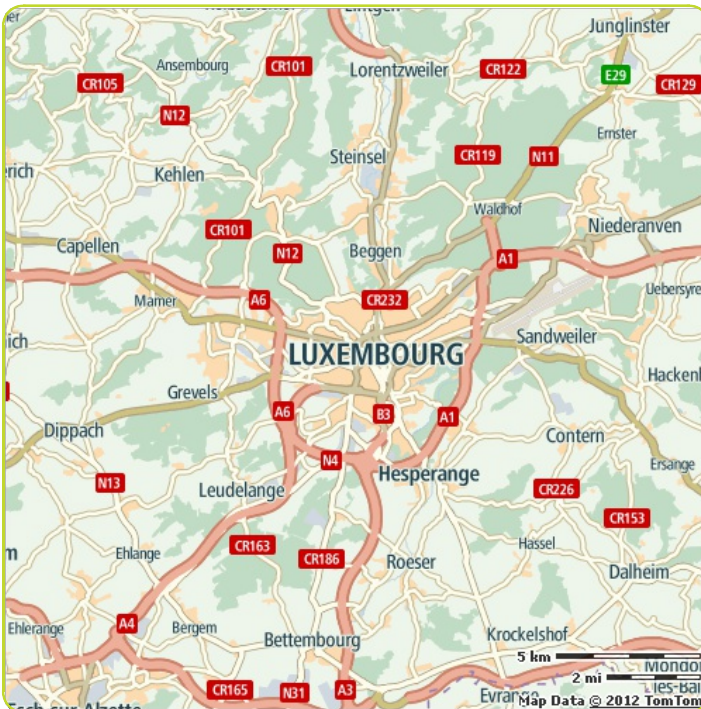 Lintgen
Junglinster
Ansembourg
CR101
Lorentzweiler
CR122
E29
CR105
CR129
N12
Ernster
Steinsel
CR119
N11
Kehlen
Waldhof
CR101
Niederanven
Capellen
N12
Beggen
A1
Mamer
A6
CR232
Sandweiler
LUXEMBOURG
Grevels
A6
B3
A1
Dippach
Contern
N4
Hesperange
Ersange
N13
Leudelange
CR226
CR153
CR163
Hassel
Ehlange
CR186
Roeser
Dalheim
A4
Ehlerange
Bergem
Bettembourg
Krockelshof
5 km
2 mi
CR165
N31
A3
Map Data © 2012 TomTom